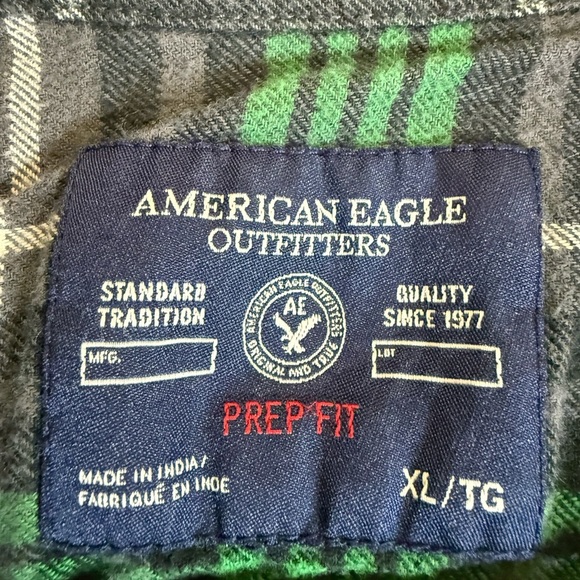 AMERICAN EAGLE
OUTFITTERS
STANDARD
TRADITION
MFG.
AMERICAN EAGLE OUTFITTERS
AE
ORIGINAL AND TRUE
QUALITY
SINCE 1977
LOT
PREP FIT
MADE IN INDIA/
FABRIQUÉ EN INDE
XL/TG